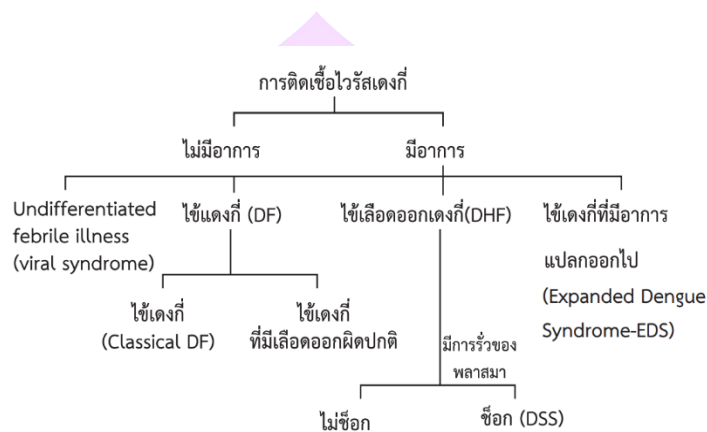 การติดเชื้อไวรัสเดงกี่
ไม่มีอาการ
มีอาการ
Undifferentiated
febrile illness
(viral syndrome)
ไข้แดงกี่ (DF)
ไข้เลือดออกเดงกี่(DHF)
ไข้เดงกี่ที่มีอาการ
แปลกออกไป
(Expanded Dengue
Syndrome-EDS)
ไข้เดงกี่
(Classical DF)
ไข้เดงกี่
ที่มีเลือดออกผิดปกติ
มีการรั่วของ
พลาสมา
ไม่ช็อก
ช็อก (DSS)